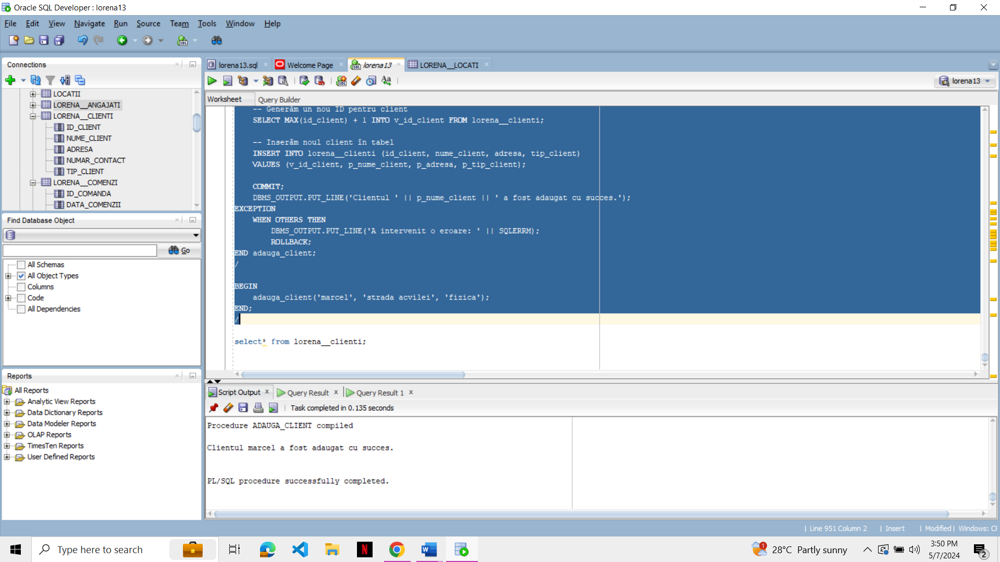 Oracle SQL Developer : lorena13
File Edit View Navigate Run Source Team Tools Window Help
Connections
LOCATII
LORENA__ANGAJATI
LORENA__CLIENTI
ID_CLIENT
NUME_CLIENT
ADRESA
NUMAR_CONTACT
TIP_CLIENT
LORENA__COMENZI
ID_COMANDA
DATA_COMENZII
Find Database Object
Go
All Schemas
All Object Types
Columns
Code
All Dependencies
Reports
All Reports
Analytic View Reports
Data Dictionary Reports
Data Modeler Reports
OLAP Reports
TimesTen Reports
User Defined Reports
lorena13.sql Welcome Page lorena13 LORENA__LOCATI
lorena13
Worksheet Query Builder
-- Generăm un nou ID pentru client
SELECT MAX(id_client) + 1 INTO v_id_client FROM lorena__clienti;
-- Inserăm noul client în tabel
INSERT INTO lorena__clienti (id_client, nume_client, adresa, tip_client)
VALUES (v_id_client, p_nume_client, p_adresa, p_tip_client);
COMMIT;
DBMS_OUTPUT.PUT_LINE('Clientul ' || p_nume_client || ' a fost adaugat cu succes.');
EXCEPTION
WHEN OTHERS THEN
DBMS_OUTPUT.PUT_LINE('A intervenit o eroare: ' || SQLERRM);
ROLLBACK;
END adauga_client;
/
BEGIN
adauga_client('marcel', 'strada acvilei', 'fizica');
END;
/
select* from lorena__clienti;
Script Output Query Result Query Result 1
Task completed in 0.135 seconds
Procedure ADAUGA_CLIENT compiled
Clientul marcel a fost adaugat cu succes.
PL/SQL procedure successfully completed.
Line 951 Column 2 Insert Modified Windows: CF
Type here to search
28°C Partly sunny
3:50 PM
5/7/2024
2